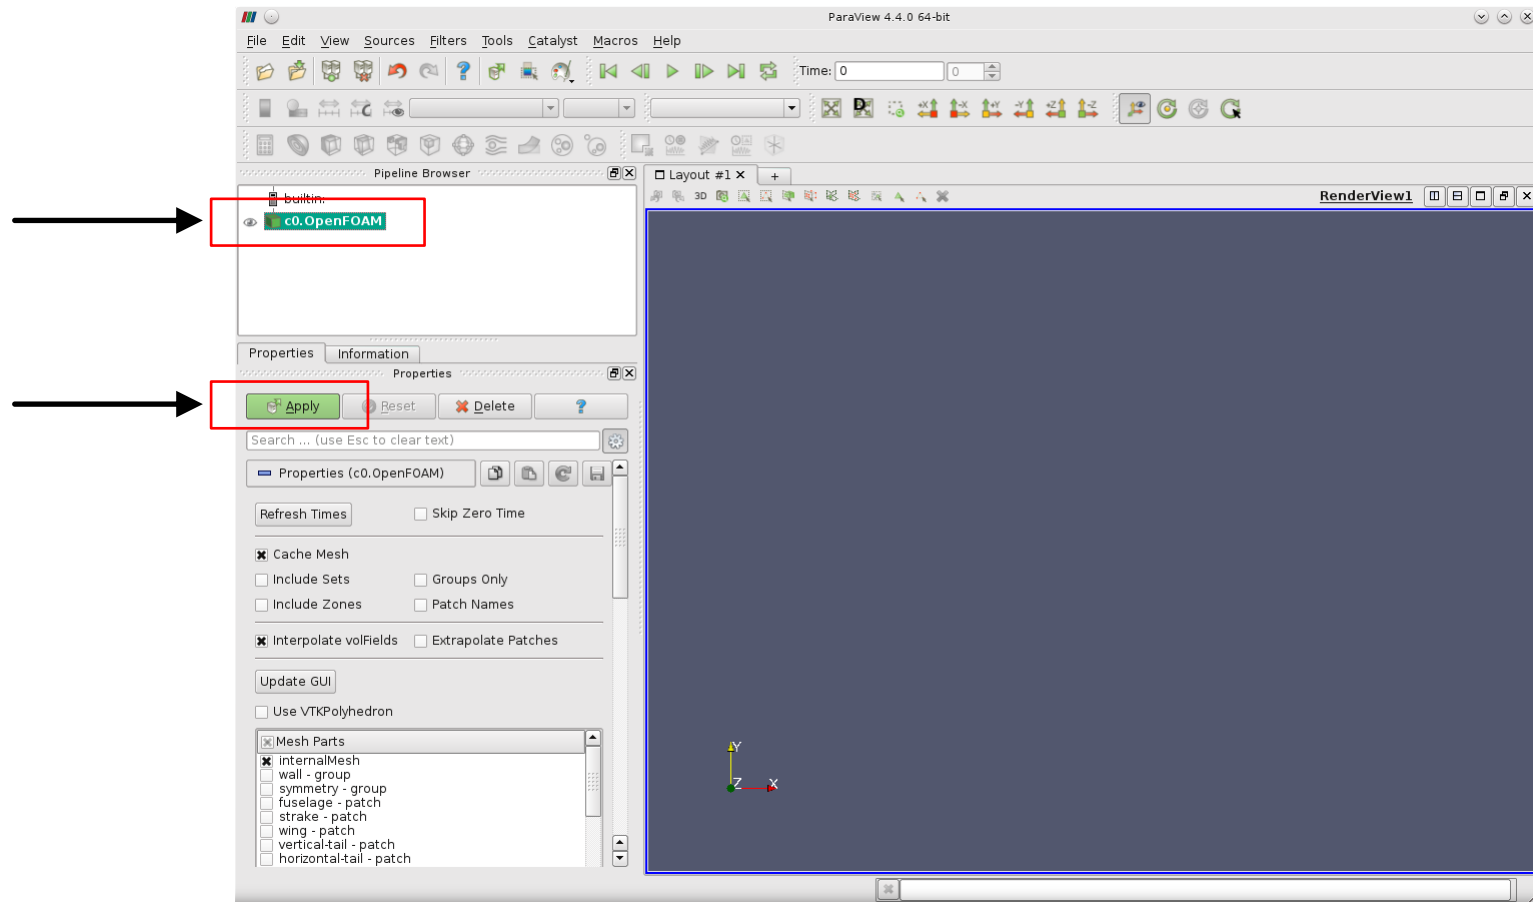 ParaView 4.4.0 64-bit
File Edit View Sources Filters Tools Catalyst Macros Help
Time: 0 0
Pipeline Browser
Layout #1 +
builtin:
3D
RenderView1
c0.OpenFOAM
Properties Information
Properties
Apply Reset Delete ?
Search ... (use Esc to clear text)
Properties (c0.OpenFOAM)
Refresh Times Skip Zero Time
Cache Mesh
Include Sets Groups Only
Include Zones Patch Names
Interpolate volFields Extrapolate Patches
Update GUI
Use VTKPolyhedron
Mesh Parts
internalMesh
wall - group
symmetry - group
fuselage - patch
strake - patch
wing - patch
vertical-tail - patch
horizontal-tail - patch
Y
Z X